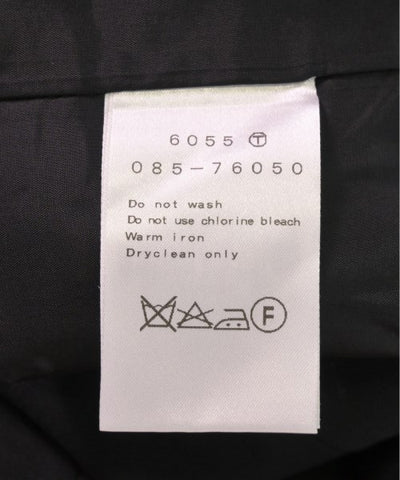 6055 Ⓣ
085-76050
Do not wash
Do not use chlorine bleach
Warm iron
Dryclean only
F